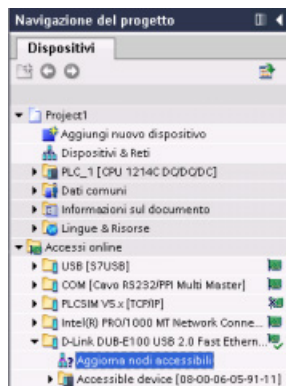 Navigazione del progetto
Dispositivi
Project1
Aggiungi nuovo dispositivo
Dispositivi & Reti
PLC_1 [CPU 1214C DC/DC/DC]
Dati comuni
Informazioni sul documento
Lingue & Risorse
Accessi online
USB [S7USB]
COM [Cavo RS232/PPI Multi Master]
PLCSIM V5.x [TCP/IP]
Intel(R) PRO/1000 MT Network Conne...
D-Link DUB-E100 USB 2.0 Fast Ethern...
Aggiorna nodi accessibili
Accessible device [08-00-06-05-91-11]